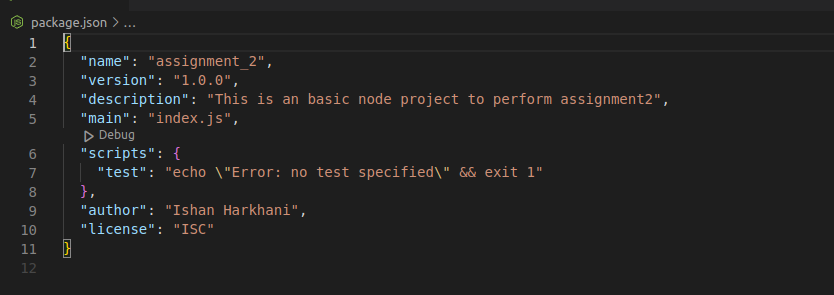 package.json > ...
1 {
2 "name": "assignment_2",
3 "version": "1.0.0",
4 "description": "This is an basic node project to perform assignment2",
5 "main": "index.js",
Debug
6 "scripts": {
7 "test": "echo \"Error: no test specified\" && exit 1"
8 },
9 "author": "Ishan Harkhani",
10 "license": "ISC"
11 }
12